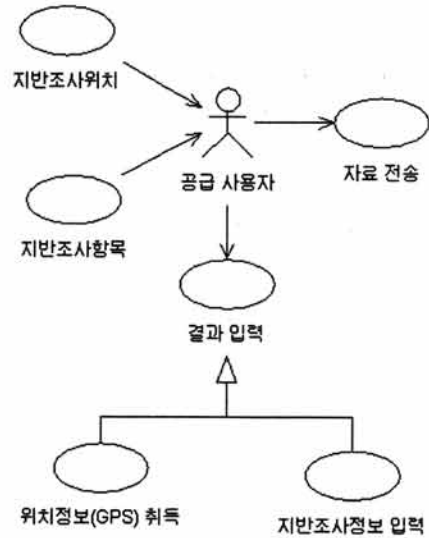 지반조사위치
공급 사용자
자료 전송
지반조사항목
결과 입력
위치정보(GPS) 취득
지반조사정보 입력